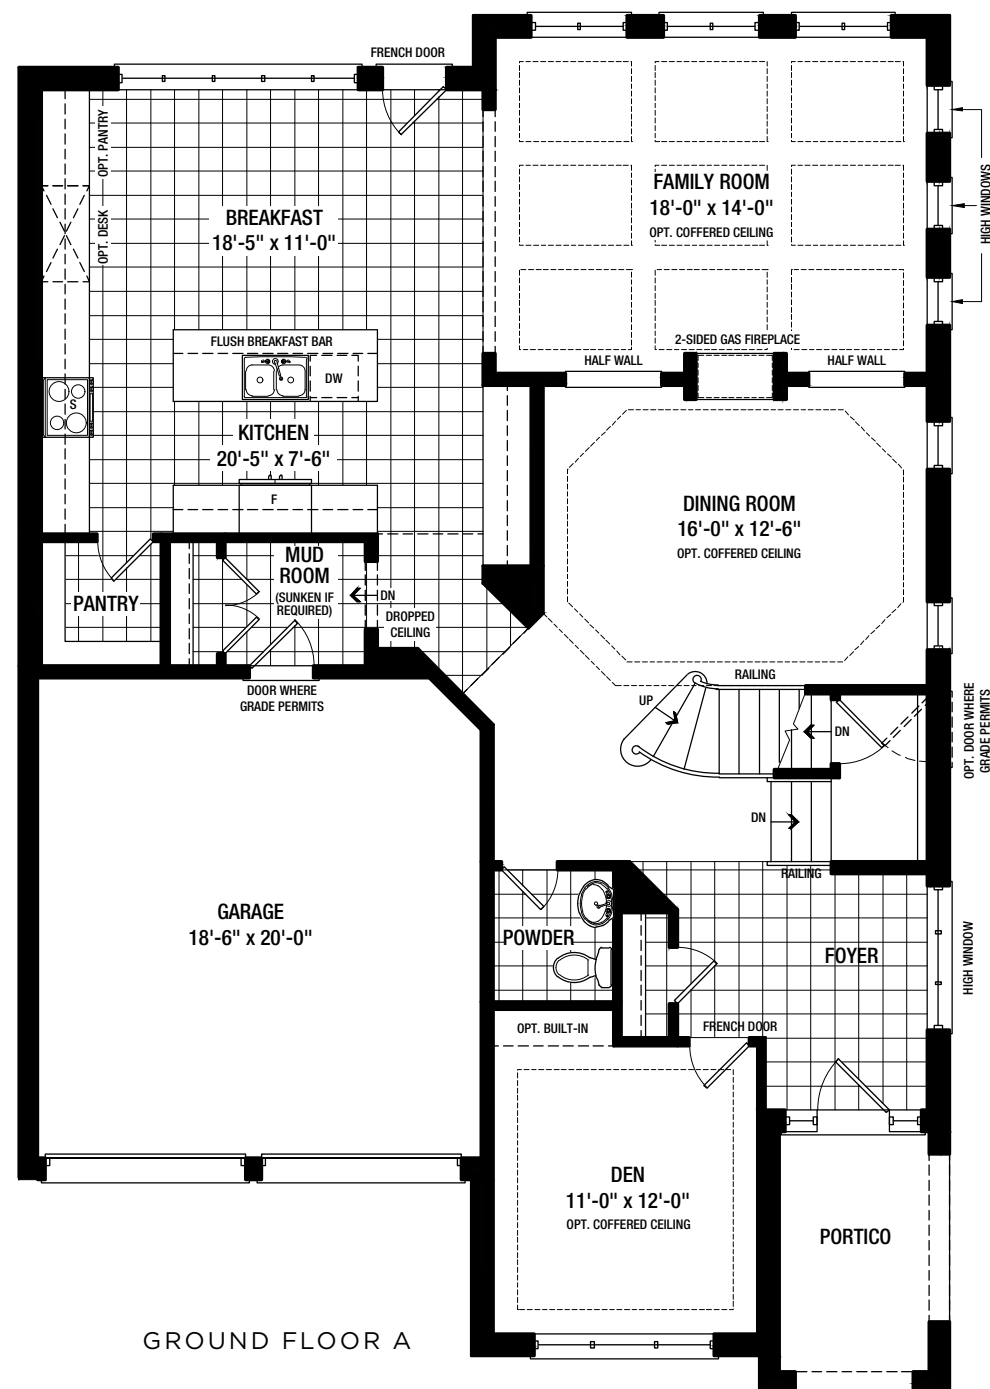 FRENCH DOOR
OPT. PANTRY
OPT. DESK
BREAKFAST
18'-5" x 11'-0"
FAMILY ROOM
18'-0" x 14'-0"
OPT. COFFERED CEILING
HIGH WINDOWS
FLUSH BREAKFAST BAR
DW
2-SIDED GAS FIREPLACE
HALF WALL
HALF WALL
S
KITCHEN
20'-5" x 7'-6"
F
DINING ROOM
16'-0" x 12'-6"
OPT. COFFERED CEILING
PANTRY
MUD
ROOM
(SUNKEN IF
REQUIRED)
DN
DROPPED
CEILING
DOOR WHERE
GRADE PERMITS
RAILING
UP
DN
OPT. DOOR WHERE
GRADE PERMITS
DN
RAILING
GARAGE
18'-6" x 20'-0"
POWDER
FOYER
HIGH WINDOW
OPT. BUILT-IN
FRENCH DOOR
DEN
11'-0" x 12'-0"
OPT. COFFERED CEILING
PORTICO
GROUND FLOOR A